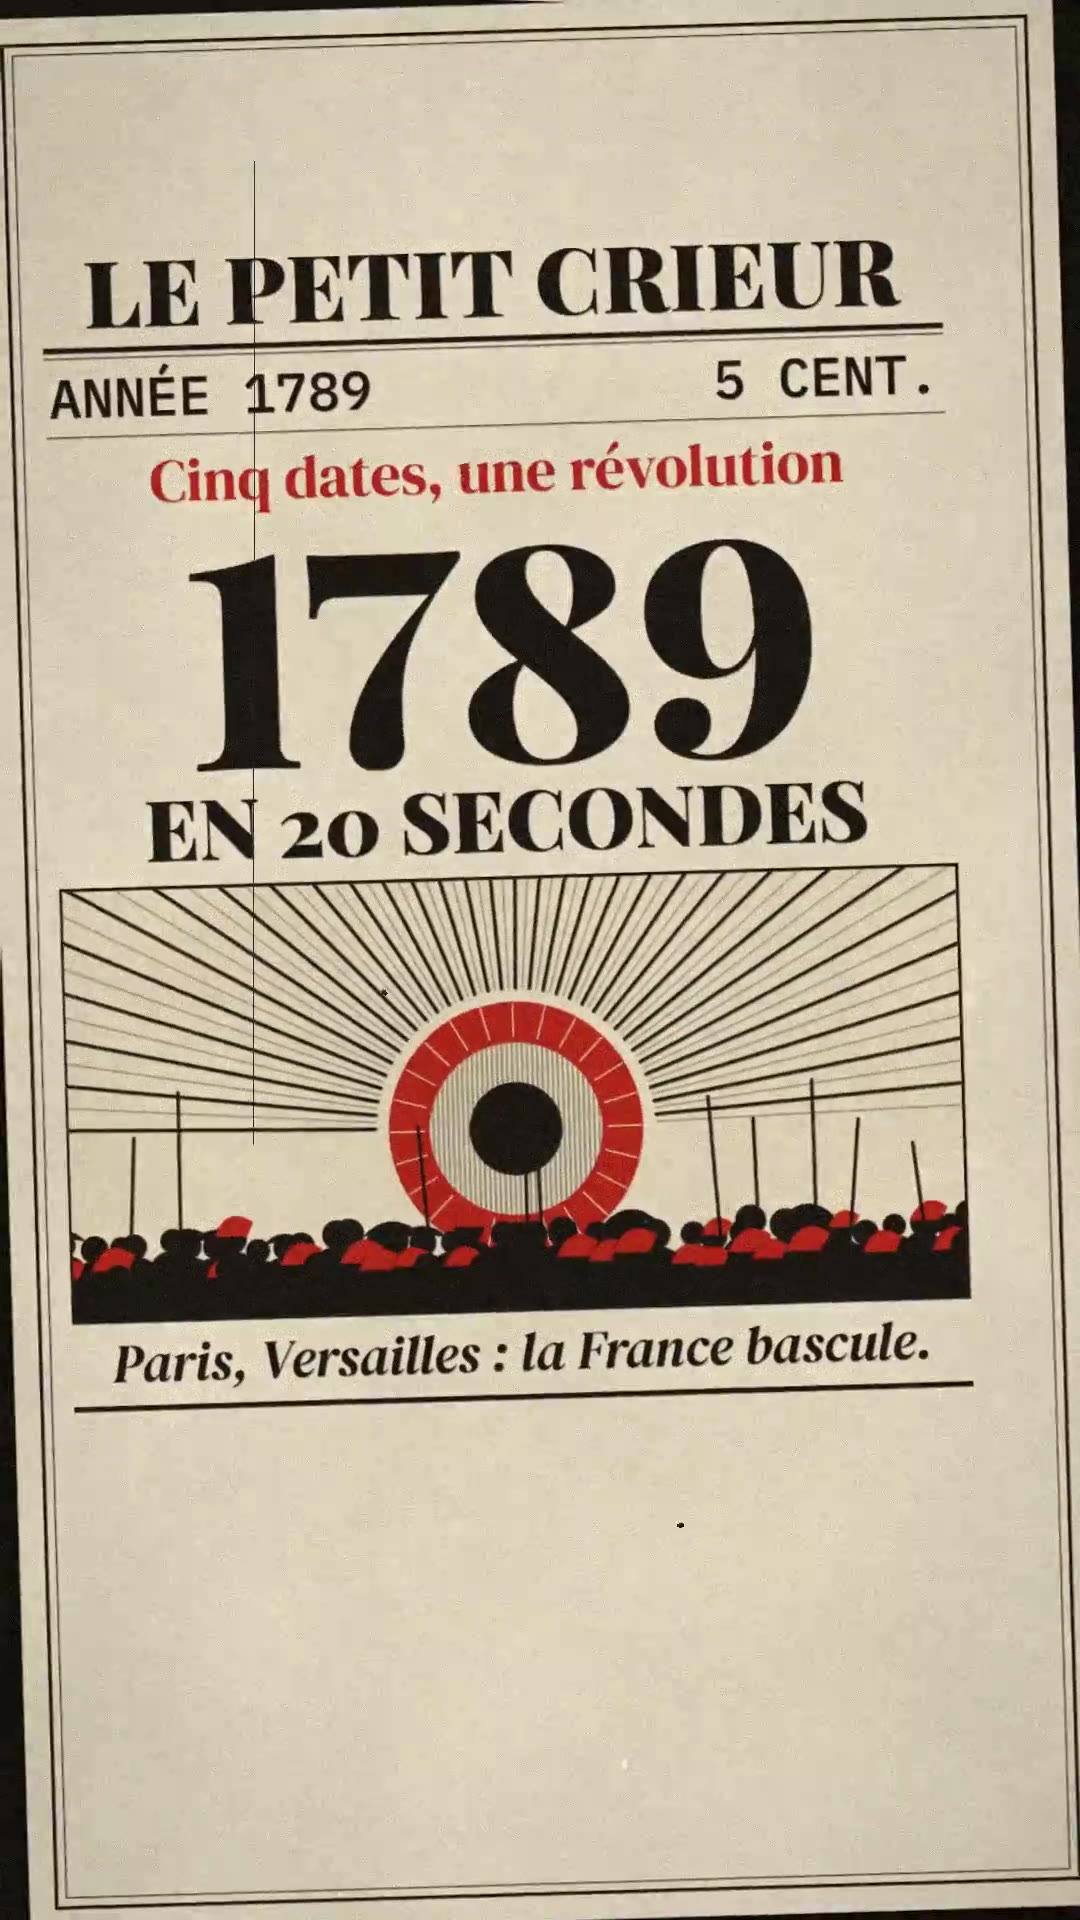 LE PETIT CRIEUR
ANNÉE 1789 5 CENT.
Cinq dates, une révolution
1789
EN 20 SECONDES
Paris, Versailles : la France bascule.